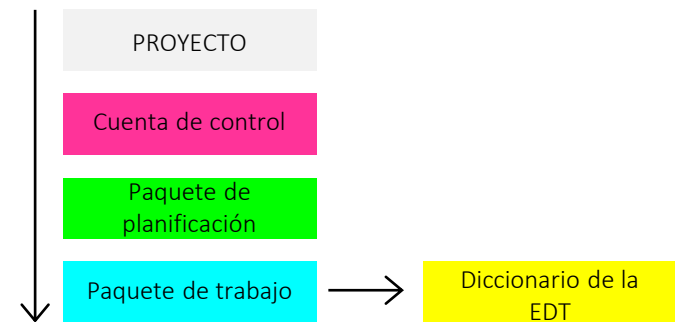 PROYECTO
Cuenta de control
Paquete de
planificación
Paquete de trabajo
Diccionario de la
EDT